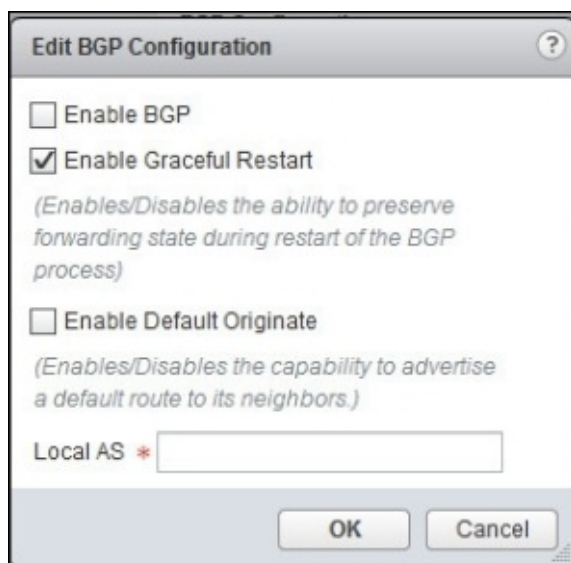 Edit BGP Configuration
?
Enable BGP
Enable Graceful Restart
(Enables/Disables the ability to preserve
forwarding state during restart of the BGP
process)
Enable Default Originate
(Enables/Disables the capability to advertise
a default route to its neighbors.)
Local AS *
OK Cancel